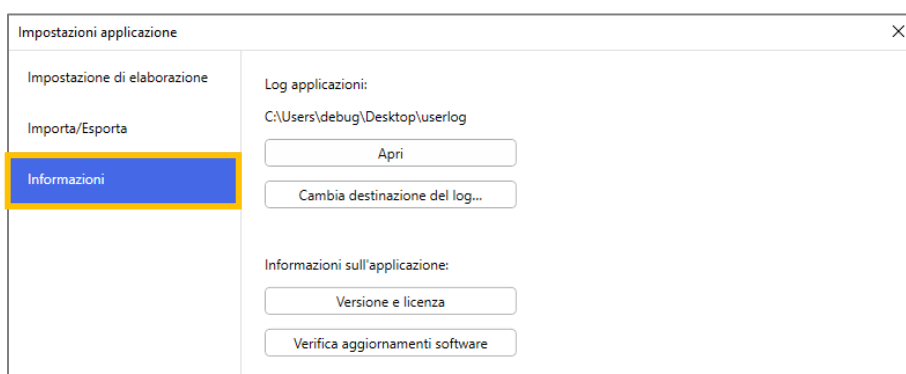 Impostazioni applicazione
Impostazione di elaborazione
Importa/Esporta
Informazioni
Log applicazioni:
C:\Users\debug\Desktop\userlog
Apri
Cambia destinazione del log...
Informazioni sull'applicazione:
Versione e licenza
Verifica aggiornamenti software